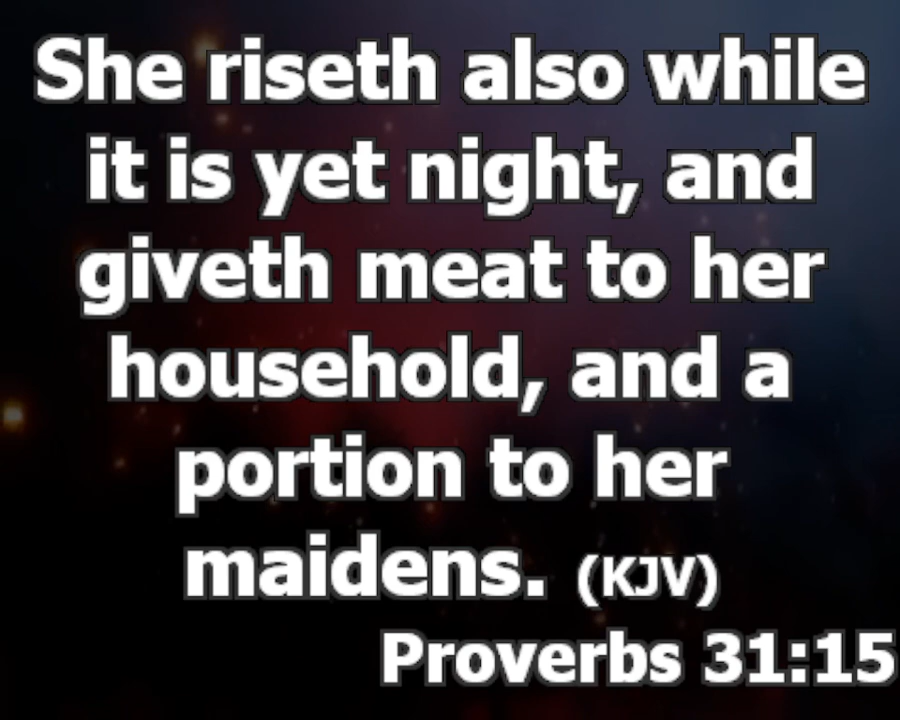 She riseth also while
it is yet night, and
giveth meat to her
household, and a
portion to her
maidens. (KJV)
Proverbs 31:15